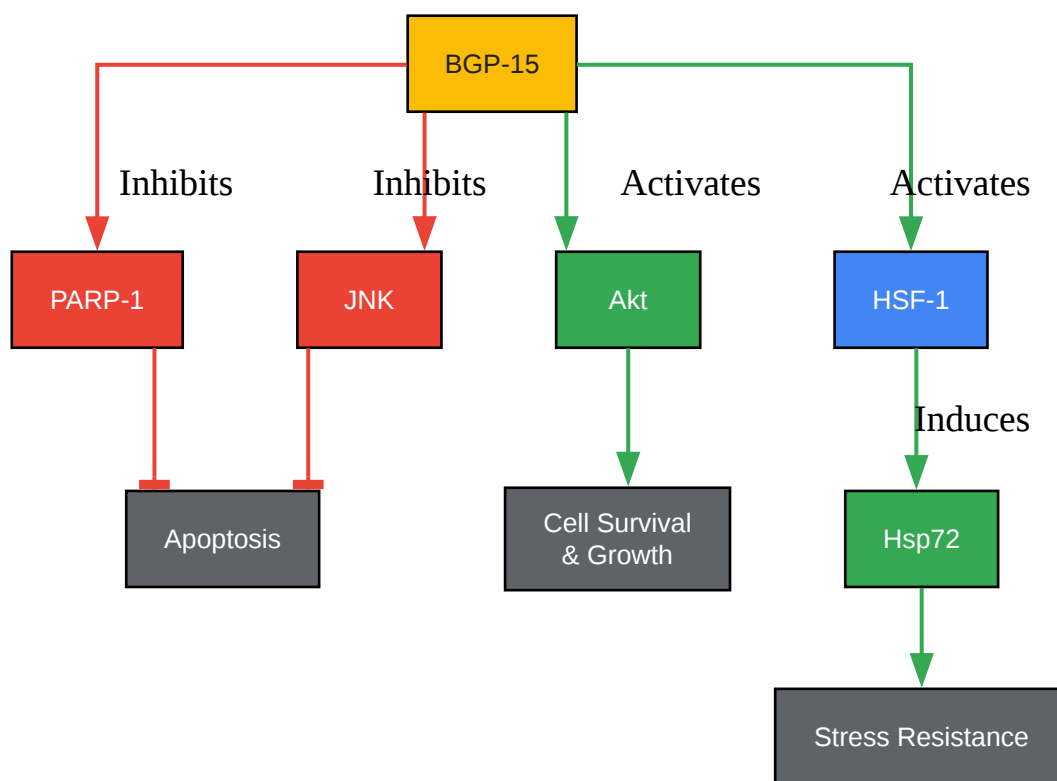 BGP-15
Inhibits
Inhibits
Activates
Activates
PARP-1
JNK
Akt
HSF-1
Induces
Apoptosis
Cell Survival
& Growth
Hsp72
Stress Resistance